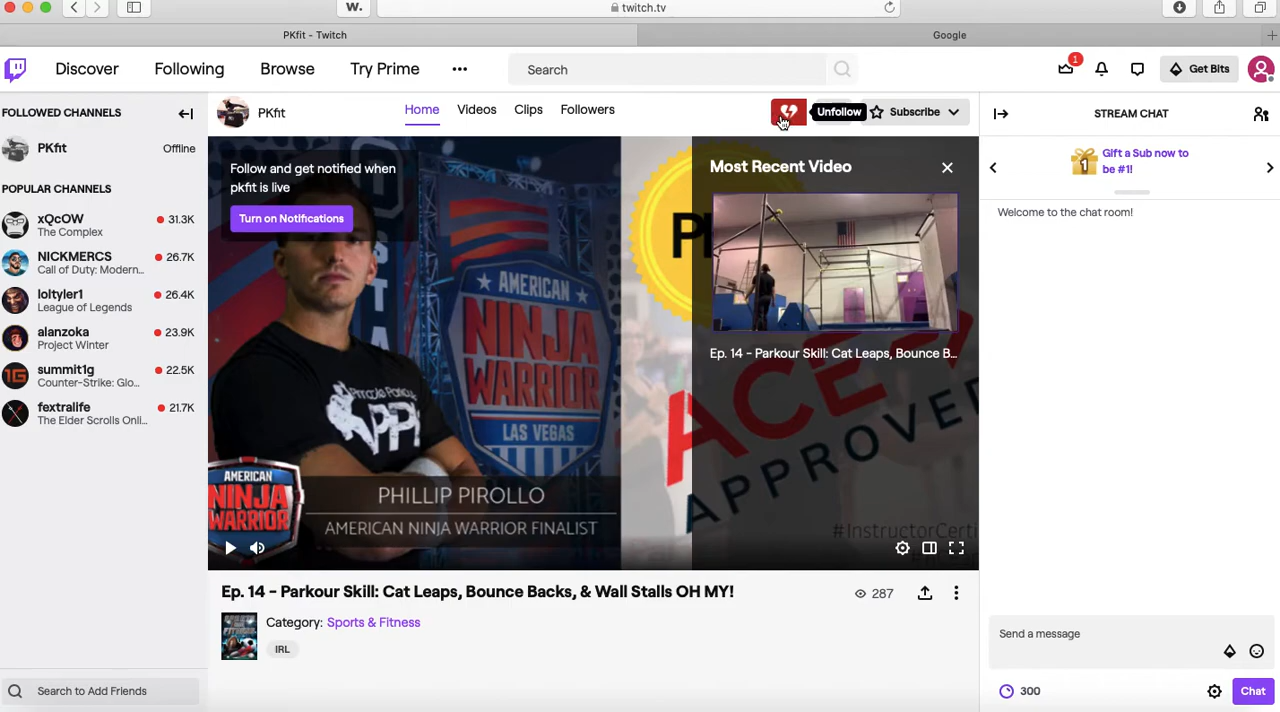 W.
twitch.tv
PKfit - Twitch
Google
Discover
Following
Browse
Try Prime
Search
1
Get Bits
FOLLOWED CHANNELS
PKfit
Offline
POPULAR CHANNELS
xQcOW
31.3K
The Complex
NICKMERCS
26.7K
Call of Duty: Modern...
loltyler1
26.4K
League of Legends
alanzoka
23.9K
Project Winter
summit1g
22.5K
Counter-Strike: Glo...
fextralife
21.7K
The Elder Scrolls Onli...
Search to Add Friends
PKfit
Home
Videos
Clips
Followers
Unfollow
Subscribe
Follow and get notified when
pkfit is live
Turn on Notifications
AMERICAN
NINJA
WARRIOR
LAS VEGAS
PPI
AMERICAN
NINJA
WARRIOR
PHILLIP PIROLLO
AMERICAN NINJA WARRIOR FINALIST
Most Recent Video
Ep. 14 - Parkour Skill: Cat Leaps, Bounce B...
ACE
APPROVED
#InstructorCerti
Ep. 14 - Parkour Skill: Cat Leaps, Bounce Backs, & Wall Stalls OH MY!
287
Category: Sports & Fitness
IRL
STREAM CHAT
1
Gift a Sub now to
be #1!
Welcome to the chat room!
Send a message
300
Chat